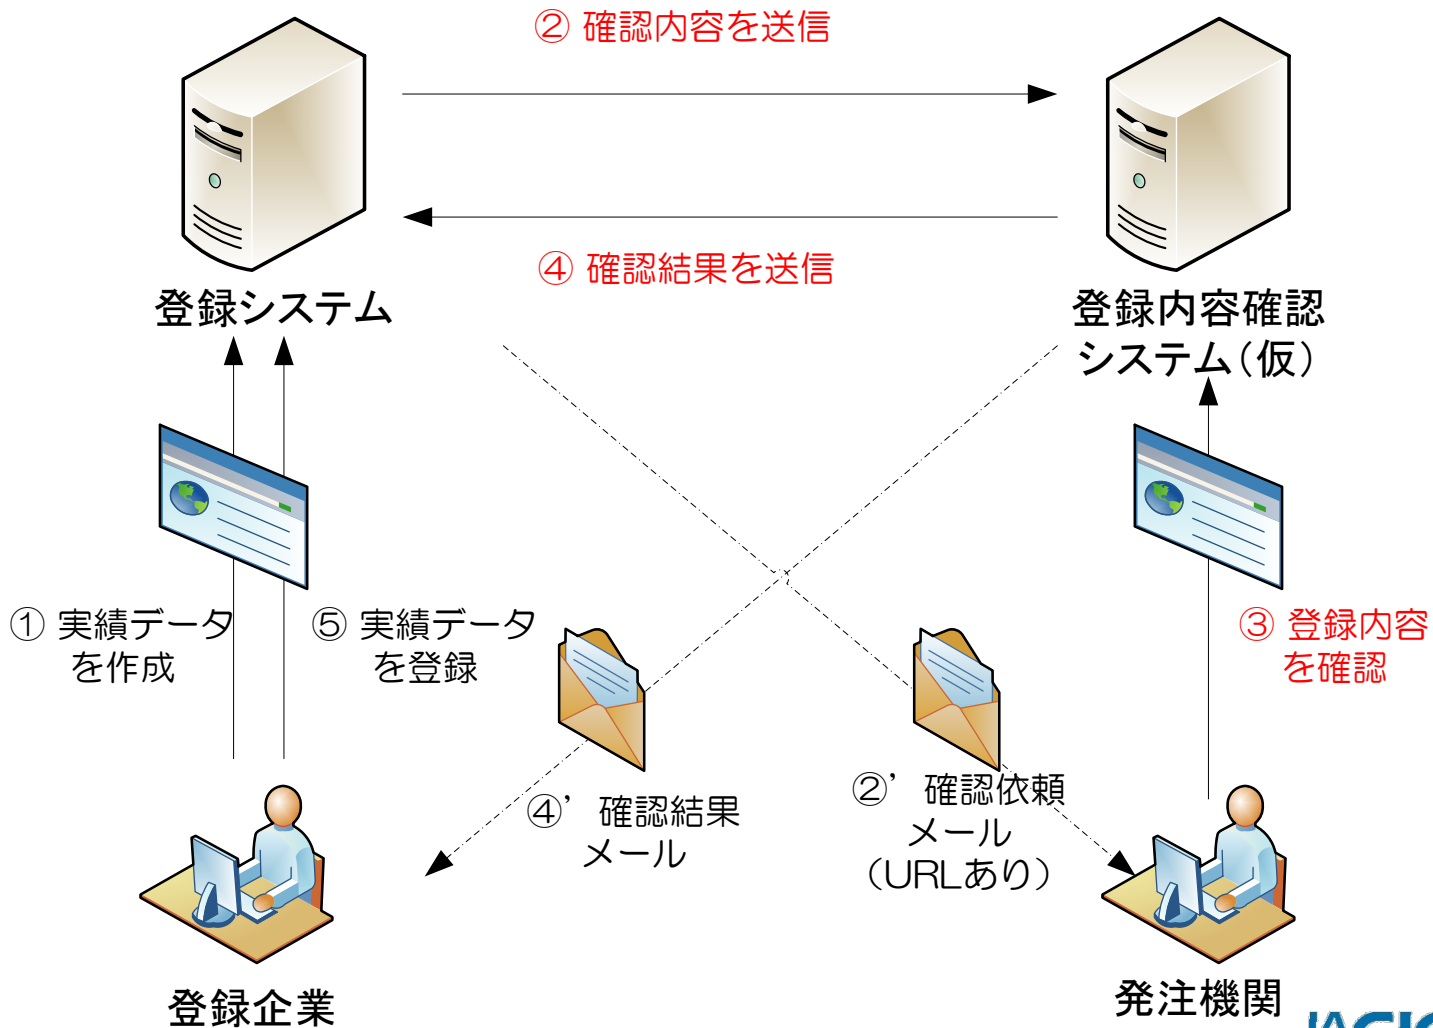 ② 確認内容を送信
④ 確認結果を送信
登録システム
登録内容確認
システム(仮)
① 実績データ
を作成
⑤ 実績データ
を登録
③ 登録内容
を確認
④’ 確認結果
メール
②’ 確認依頼
メール
(URLあり)
登録企業
発注機関